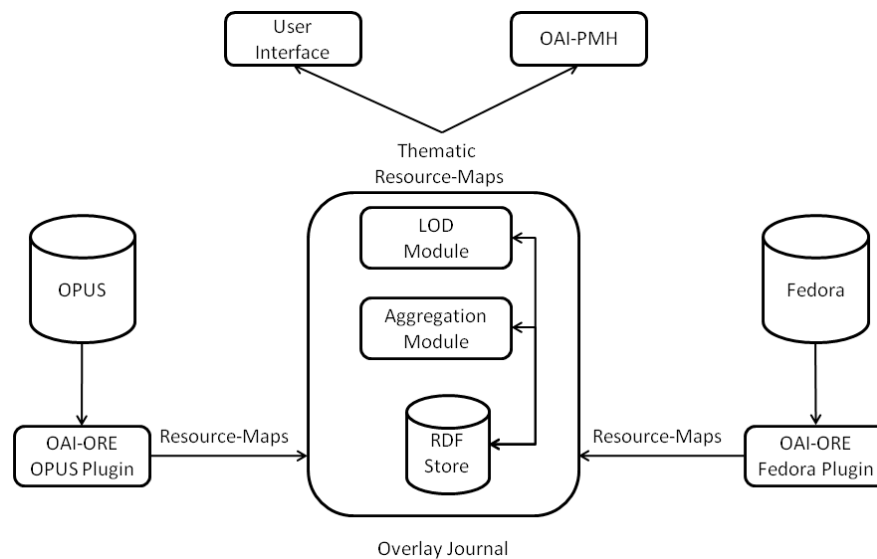 User
Interface
OAI-PMH
Thematic
Resource-Maps
LOD
Module
OPUS
Fedora
Aggregation
Module
OAI-ORE
OPUS Plugin
Resource-Maps
RDF
Store
Resource-Maps
OAI-ORE
Fedora Plugin
Overlay Journal